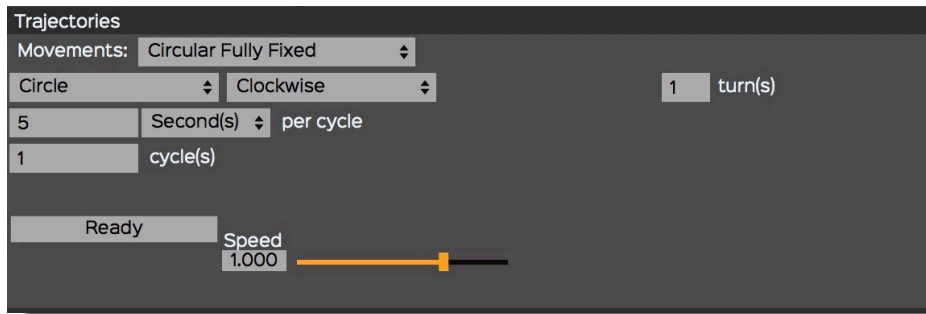 Trajectories
Movements: Circular Fully Fixed
Circle Clockwise 1 turn(s)
5 Second(s) per cycle
1 cycle(s)
Ready
Speed
1.000